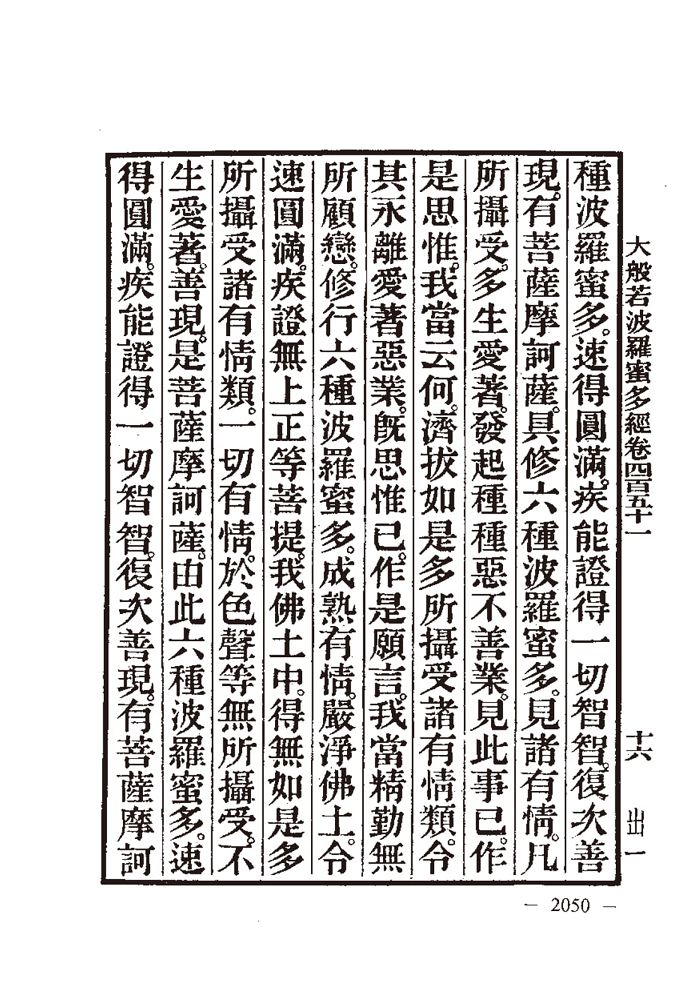 大般若波羅蜜多經卷四百五十一 十六 出一
種波羅蜜多。速得圓滿。疾能證得一切智智。復次善
現。有菩薩摩訶薩。具修六種波羅蜜多。見諸有情。凡
所攝受。多生愛著。發起種種惡不善業。見此事已。作
是思惟。我當云何。濟拔如是多所攝受諸有情類。令
其永離愛著惡業。旣思惟已。作是願言。我當精勤無
所顧戀。修行六種波羅蜜多。成熟有情。嚴淨佛土。令
速圓滿。疾證無上正等菩提。我佛土中。得無如是多
所攝受諸有情類。一切有情。於色聲等無所攝受。不
生愛著。善現。是菩薩摩訶薩。由此六種波羅蜜多。速
得圓滿。疾能證得一切智智。復次善現。有菩薩摩訶
— 2050 —